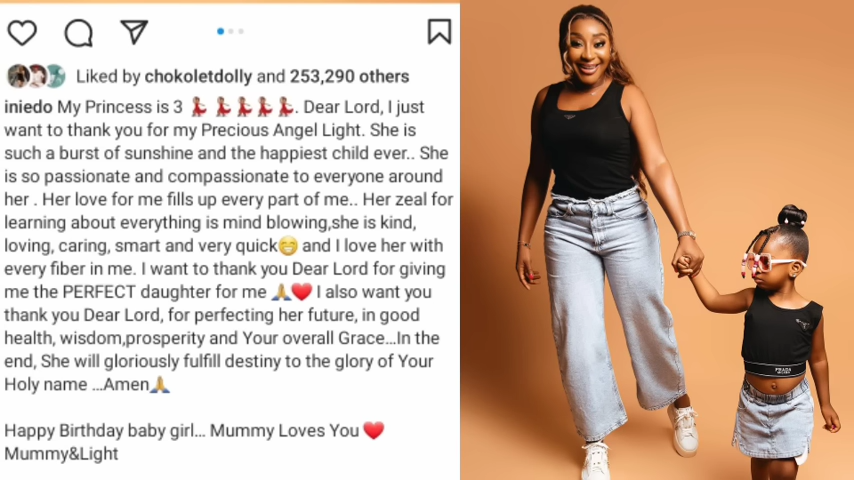 Liked by chokoletdolly and 253,290 others
iniedo My Princess is 3 💃💃💃💃💃. Dear Lord, I just
want to thank you for my Precious Angel Light. She is
such a burst of sunshine and the happiest child ever.. She
is so passionate and compassionate to everyone around
her . Her love for me fills up every part of me.. Her zeal for
learning about everything is mind blowing,she is kind,
loving, caring, smart and very quick😁 and I love her with
every fiber in me. I want to thank you Dear Lord for giving
me the PERFECT daughter for me 🙏❤️ I also want you
thank you Dear Lord, for perfecting her future, in good
health, wisdom,prosperity and Your overall Grace...In the
end, She will gloriously fulfill destiny to the glory of Your
Holy name ...Amen🙏
Happy Birthday baby girl... Mummy Loves You ❤️
Mummy&Light
PRADA